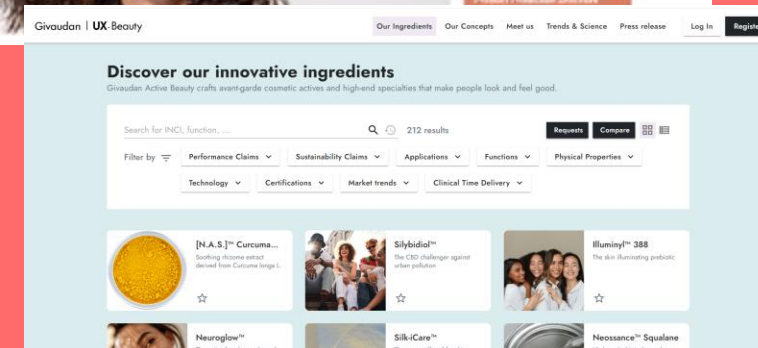 Givaudan | UX-Beauty
Our Ingredients Our Concepts Meet us Trends & Science Press release Log In Registe
Discover our innovative ingredients
Givaudan Active Beauty crafts avant-garde cosmetic actives and high-end specialties that make people look and feel good.
Search for INCI, function, ... 212 results Requests Compare
Filter by Performance Claims Sustainability Claims Applications Functions Physical Properties
Technology Certifications Market trends Clinical Time Delivery
[N.A.S.]™ Curcuma...
Soothing rhizome extract
derived from Curcuma longa L.
Silybidiol™
The CBD challenger against
urban pollution
Illuminyl™ 388
The skin illuminating prebiotic
Neuroglow™
Silk-iCare™
Neossance™ Squalane